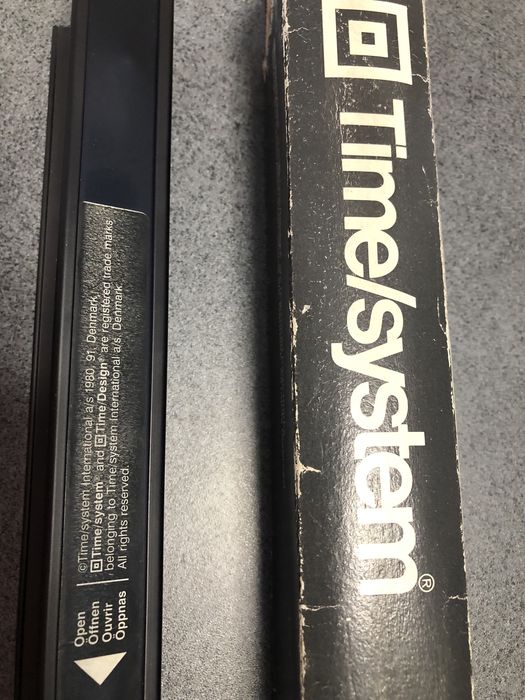 Open
Öffnen
Ouvrir
Öppnas
©Time/system International a/s 1980, 91, Denmark
Time/system® and Time/Design® are registered trade marks
belonging to Time/system International a/s, Denmark.
All rights reserved.
Time/system®